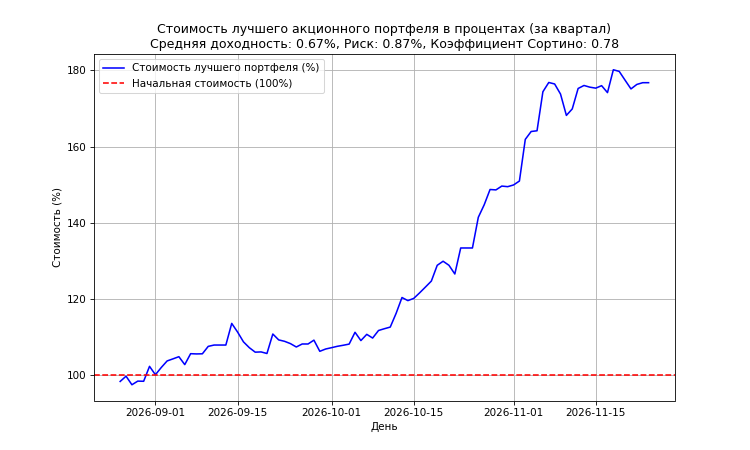 Стоимость лучшего акционного портфеля в процентах (за квартал)
Средняя доходность: 0.67%, Риск: 0.87%, Коэффициент Сортино: 0.78
Стоимость лучшего портфеля (%)
Начальная стоимость (100%)
Стоимость (%)
180
160
140
120
100
2026-09-01
2026-09-15
2026-10-01
2026-10-15
2026-11-01
2026-11-15
День